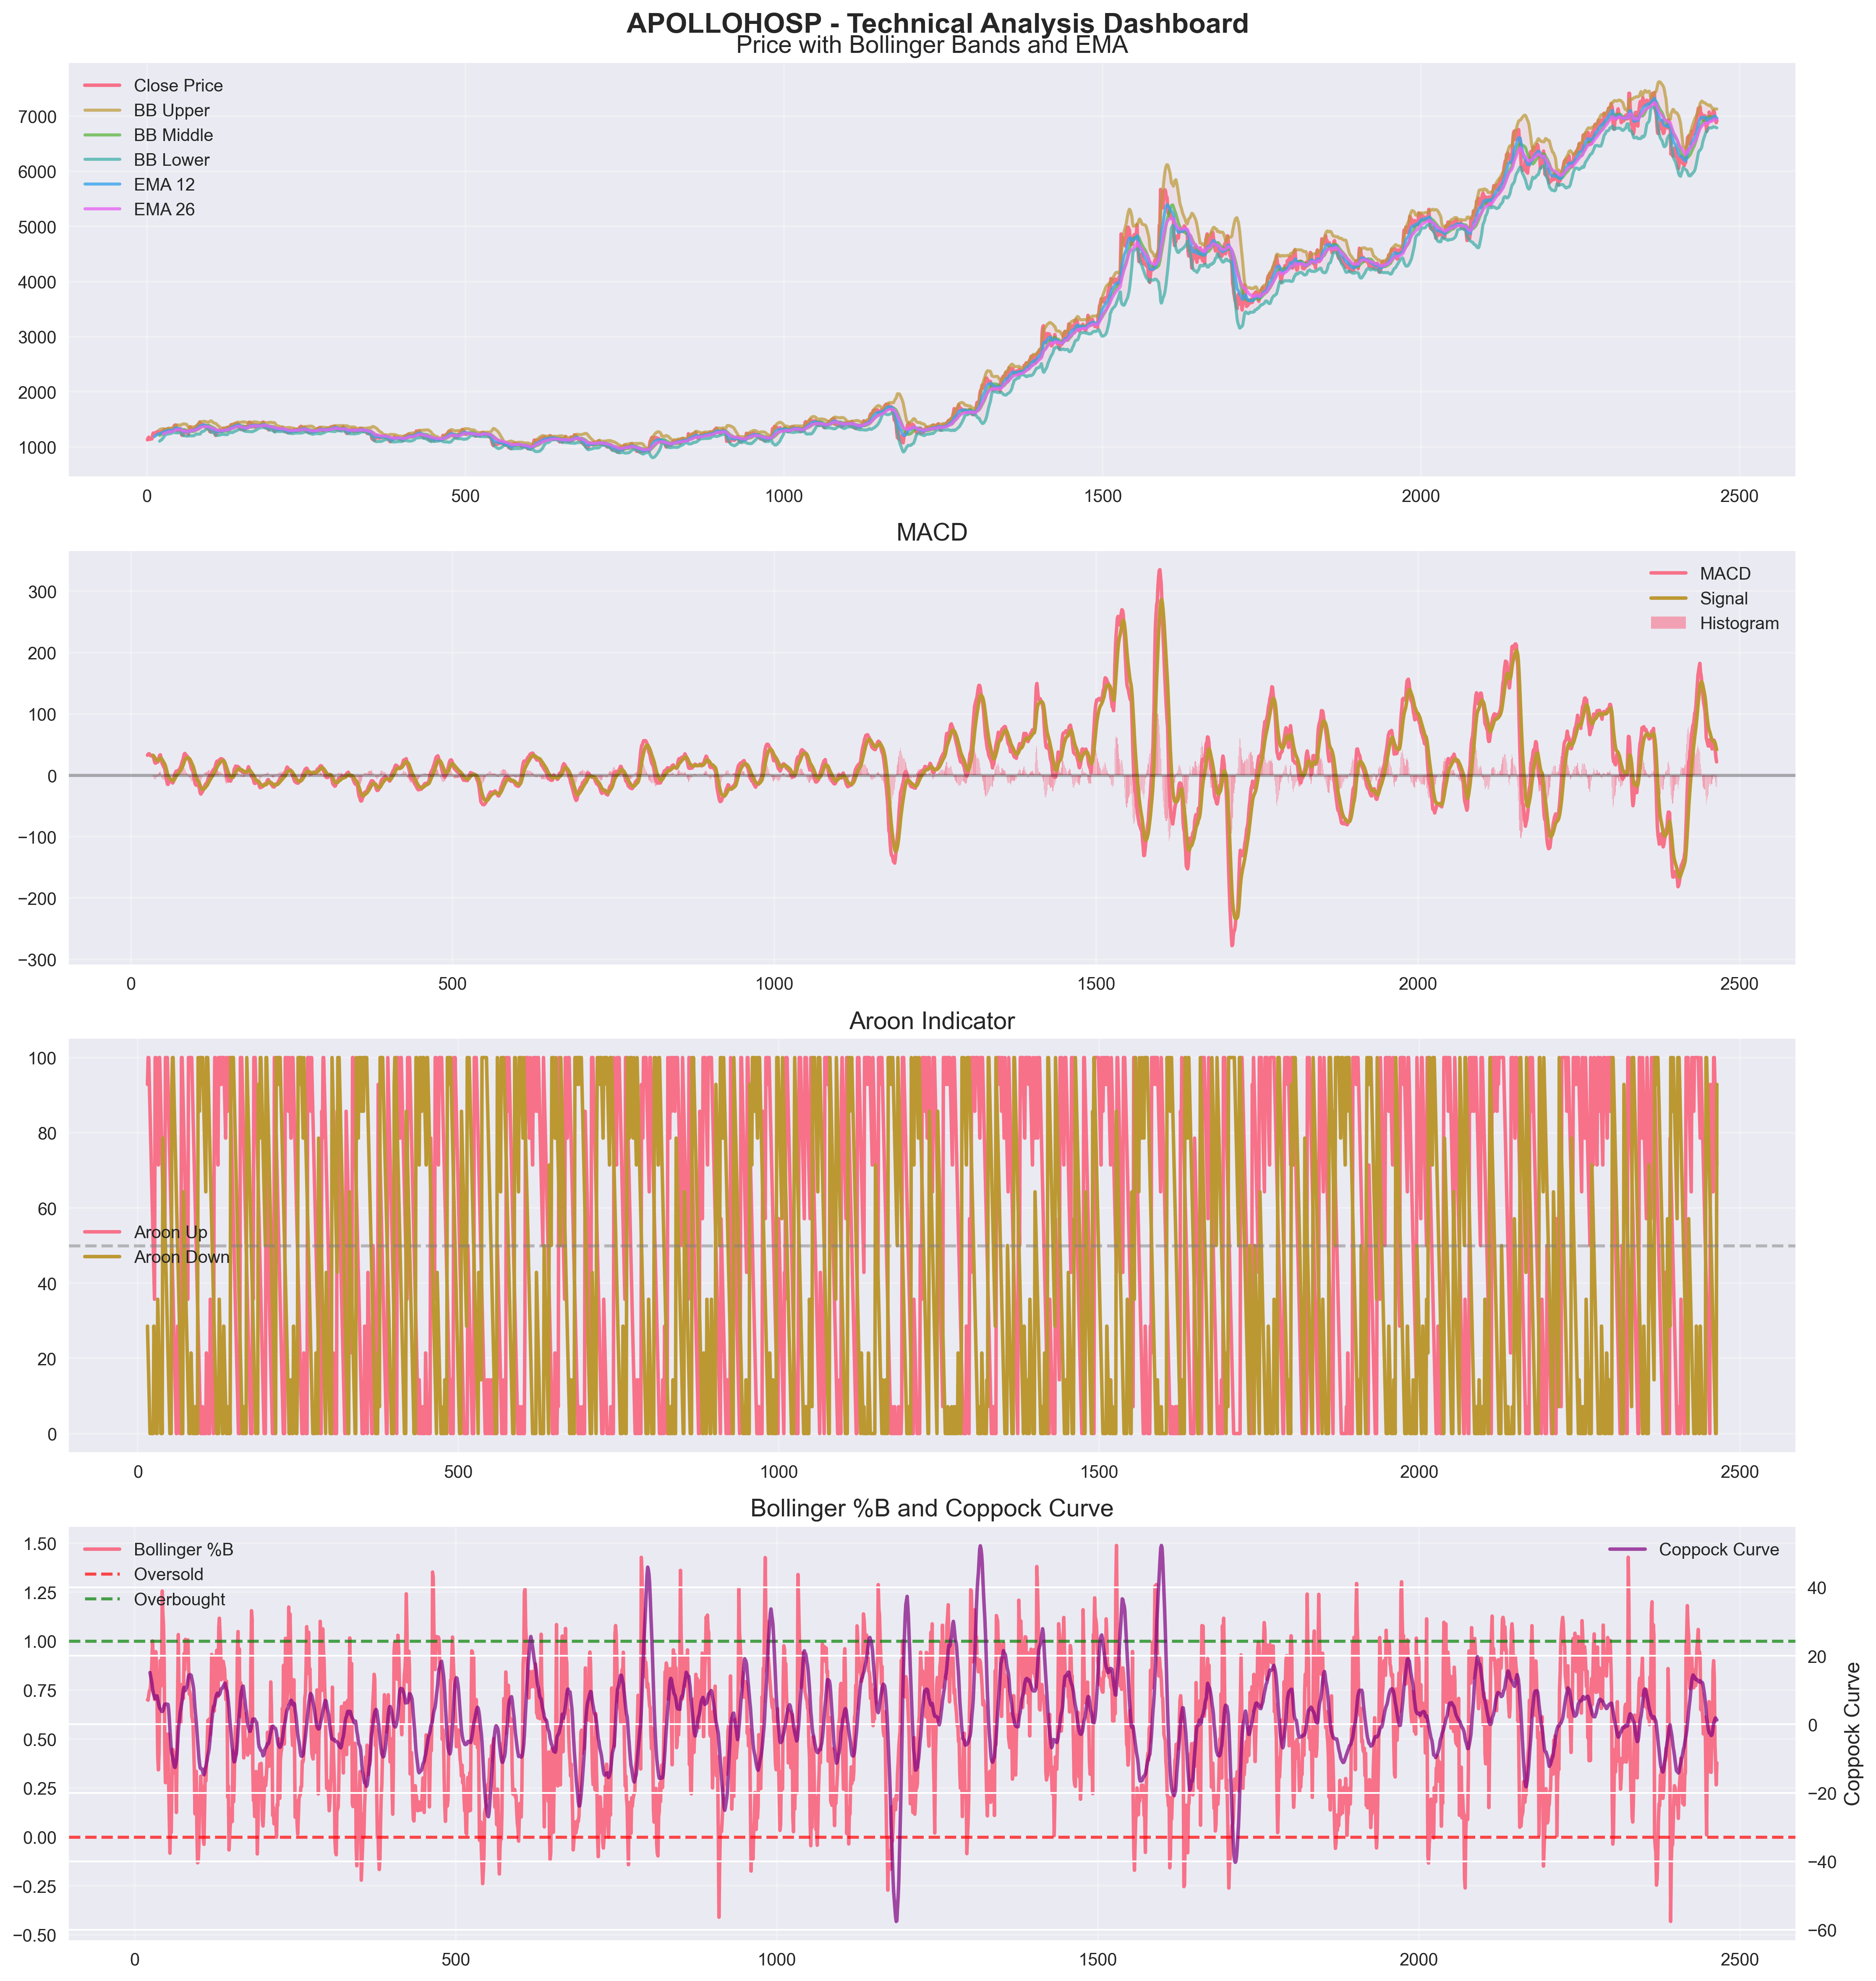 APOLLOHOSP - Technical Analysis Dashboard
Price with Bollinger Bands and EMA
Close Price
BB Upper
BB Middle
BB Lower
EMA 12
EMA 26
7000
6000
5000
4000
3000
2000
1000
0 500 1000 1500 2000 2500
MACD
MACD
Signal
Histogram
300
200
100
0
−100
−200
−300
0 500 1000 1500 2000 2500
Aroon Indicator
Aroon Up
Aroon Down
100
80
60
40
20
0
0 500 1000 1500 2000 2500
Bollinger %B and Coppock Curve
Bollinger %B
Oversold
Overbought
Coppock Curve
1.50
1.25
1.00
0.75
0.50
0.25
0.00
−0.25
−0.50
40
20
0
−20
−40
−60
Coppock Curve
0 500 1000 1500 2000 2500